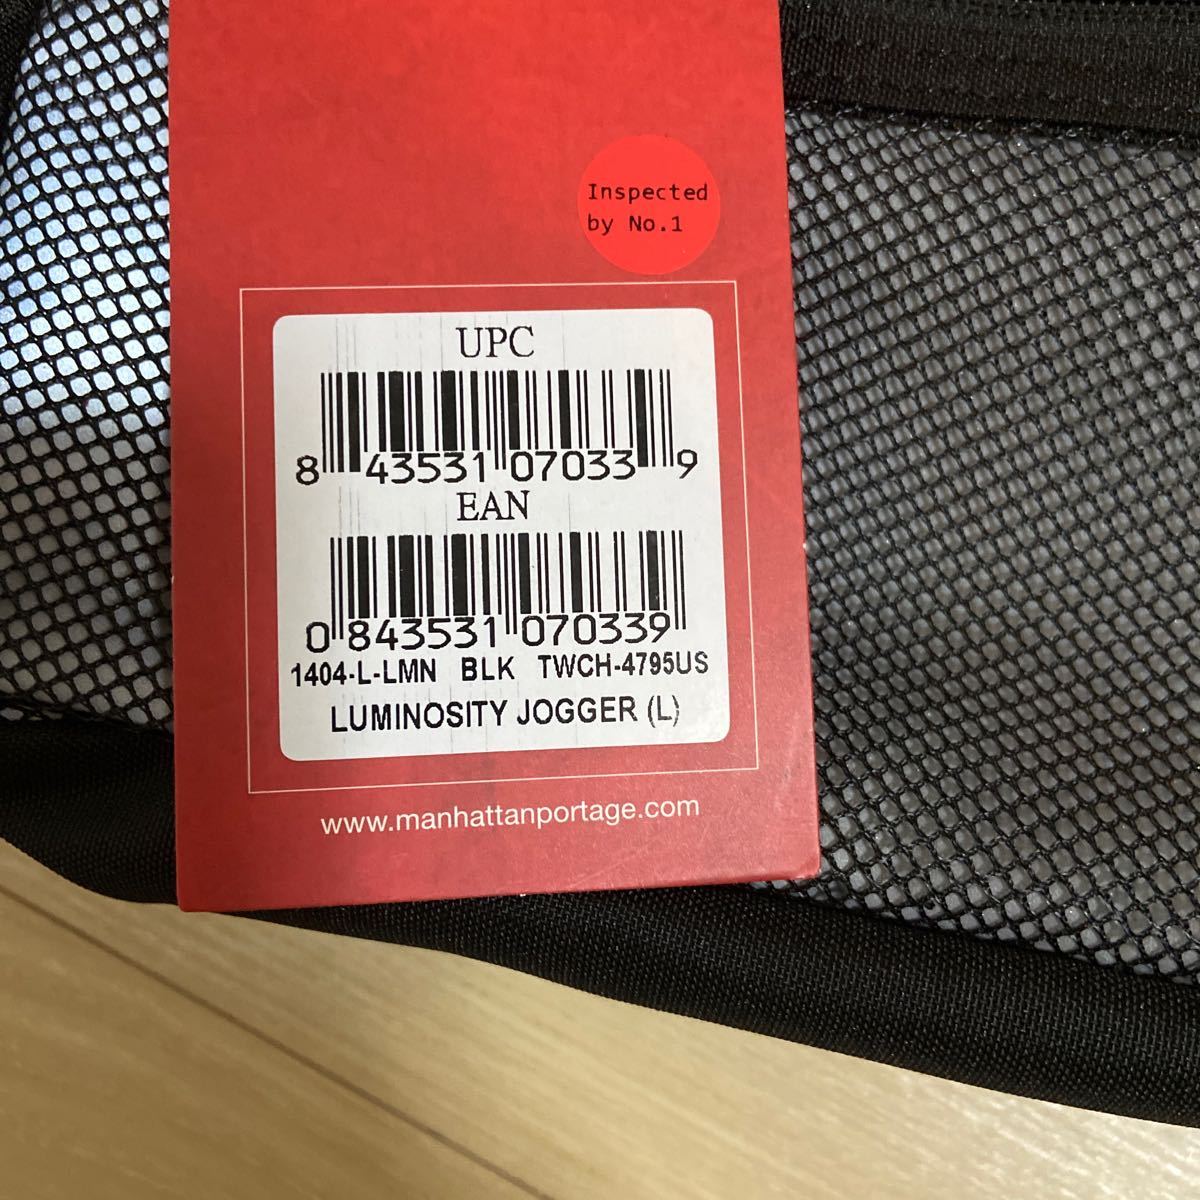 Inspected
by No.1
UPC
8 43531 07033 9
EAN
0 843531 070339
1404-L-LMN BLK TWCH-4795US
LUMINOSITY JOGGER (L)
www.manhattanportage.com